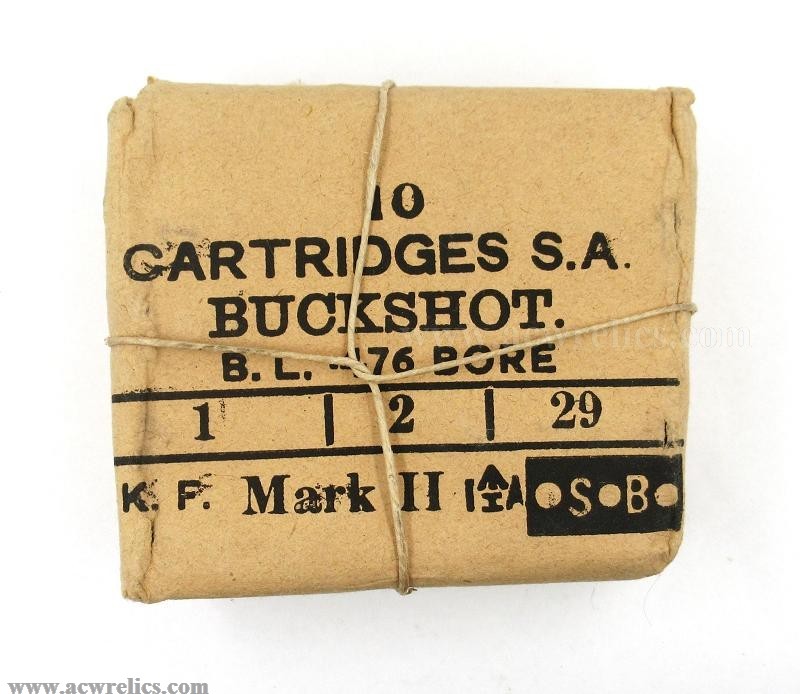 10
CARTRIDGES S.A.
BUCKSHOT.
B. L. .476 BORE
1 | 2 | 29
K. F. Mark II I↑A •S•B•
www.acwrelics.com